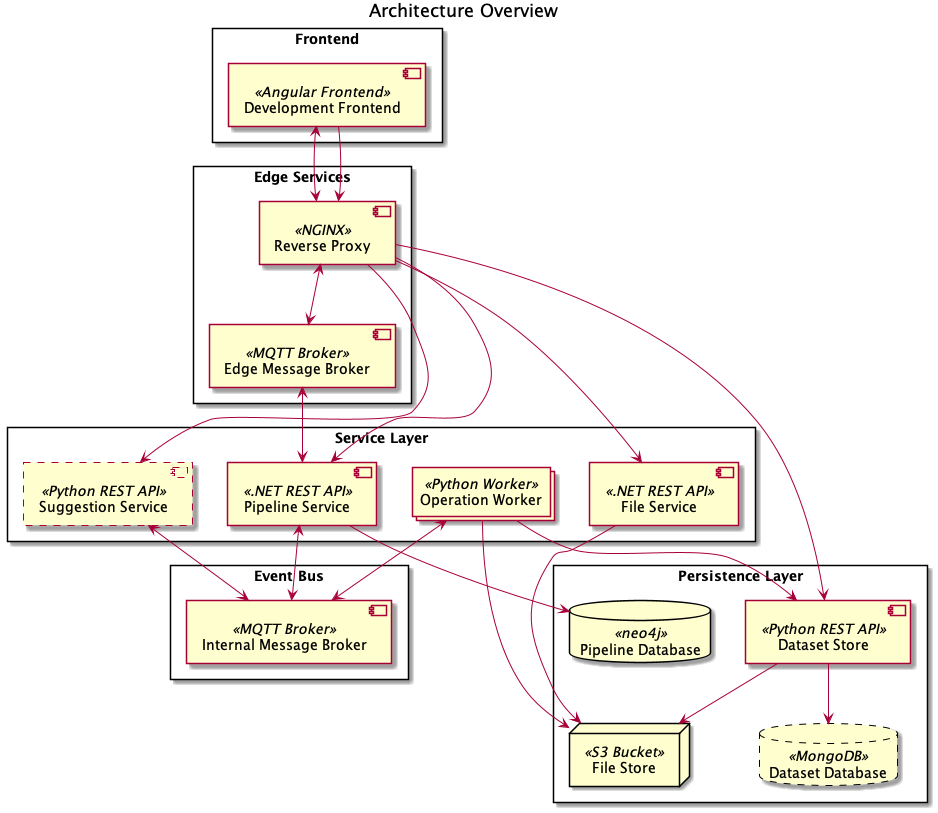 Architecture Overview
Frontend
«Angular Frontend»
Development Frontend
Edge Services
«NGINX»
Reverse Proxy
«MQTT Broker»
Edge Message Broker
Service Layer
«Python REST API»
Suggestion Service
«.NET REST API»
Pipeline Service
«Python Worker»
Operation Worker
«.NET REST API»
File Service
Event Bus
«MQTT Broker»
Internal Message Broker
Persistence Layer
«neo4j»
Pipeline Database
«Python REST API»
Dataset Store
«S3 Bucket»
File Store
«MongoDB»
Dataset Database